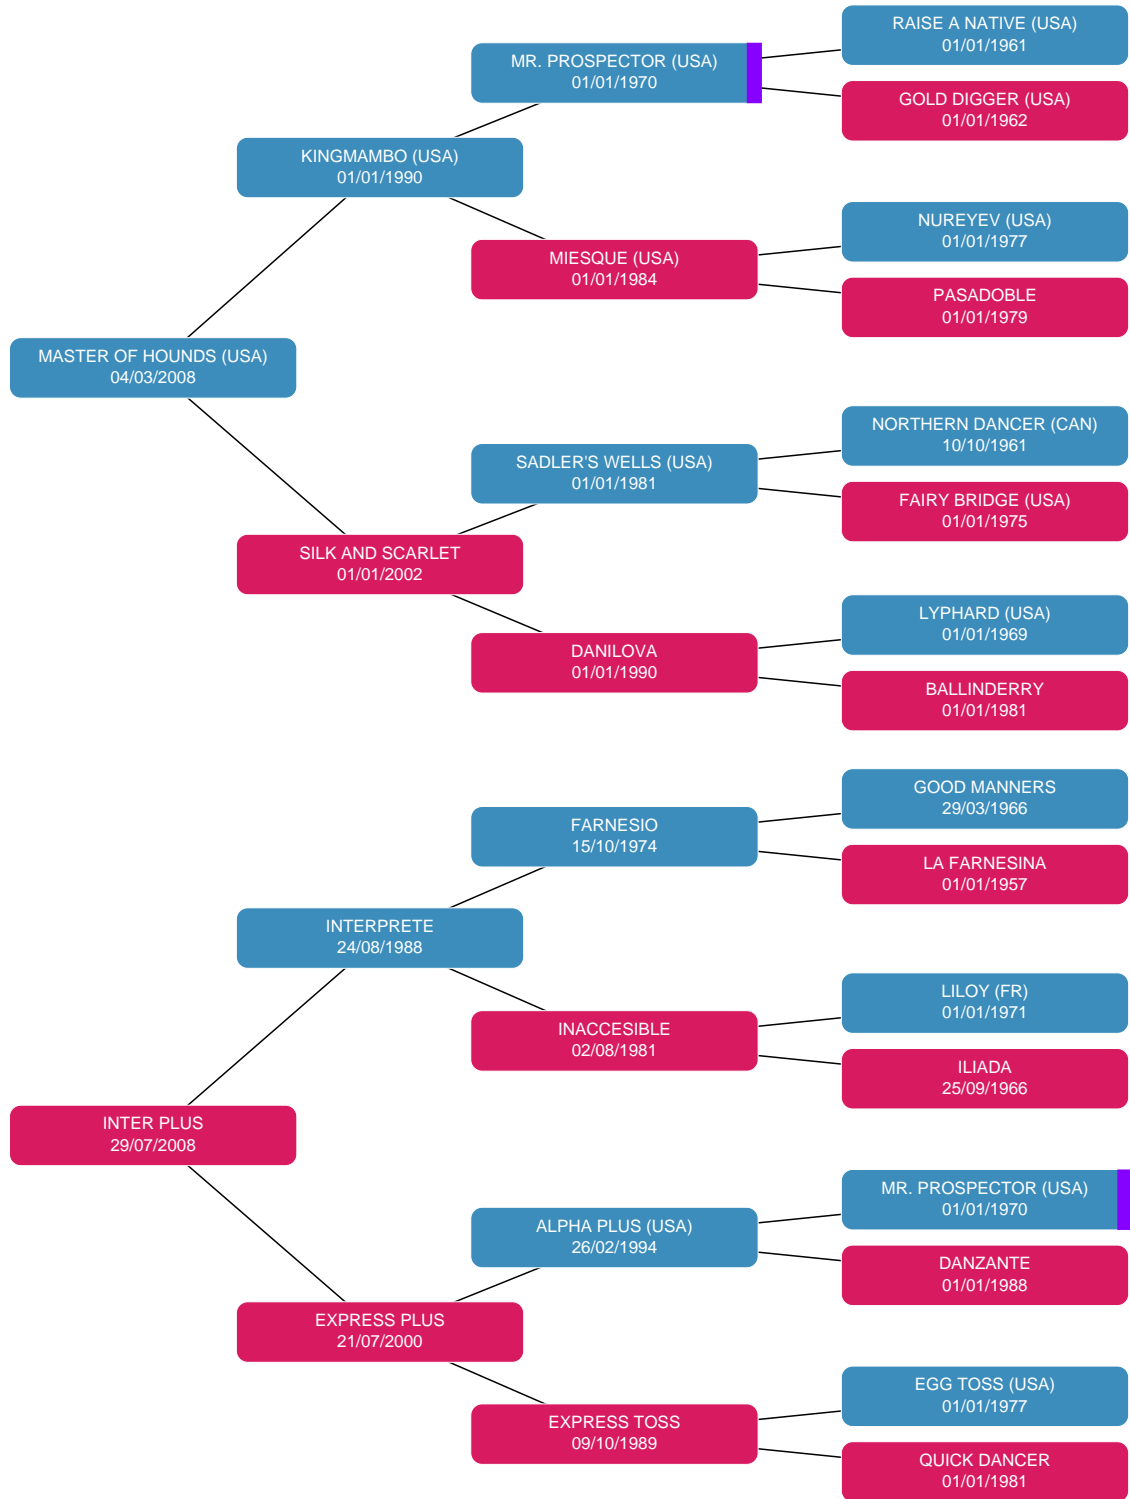 RAISE A NATIVE (USA)
01/01/1961
MR. PROSPECTOR (USA)
01/01/1970
GOLD DIGGER (USA)
01/01/1962
KINGMAMBO (USA)
01/01/1990
NUREYEV (USA)
01/01/1977
MIESQUE (USA)
01/01/1984
PASADOBLE
01/01/1979
MASTER OF HOUNDS (USA)
04/03/2008
NORTHERN DANCER (CAN)
10/10/1961
SADLER'S WELLS (USA)
01/01/1981
FAIRY BRIDGE (USA)
01/01/1975
SILK AND SCARLET
01/01/2002
LYPHARD (USA)
01/01/1969
DANILOVA
01/01/1990
BALLINDERRY
01/01/1981
GOOD MANNERS
29/03/1966
FARNESIO
15/10/1974
LA FARNESINA
01/01/1957
INTERPRETE
24/08/1988
LILOY (FR)
01/01/1971
INACCESIBLE
02/08/1981
ILIADA
25/09/1966
INTER PLUS
29/07/2008
MR. PROSPECTOR (USA)
01/01/1970
ALPHA PLUS (USA)
26/02/1994
DANZANTE
01/01/1988
EXPRESS PLUS
21/07/2000
EGG TOSS (USA)
01/01/1977
EXPRESS TOSS
09/10/1989
QUICK DANCER
01/01/1981